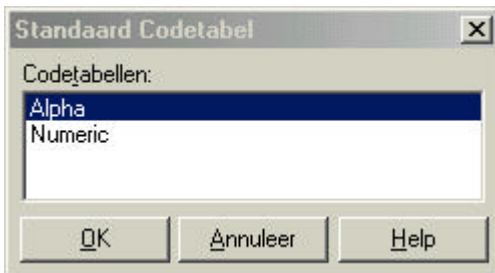 Standaard Codetabel
Codetabellen:
Alpha
Numeric
OK Annuleer Help